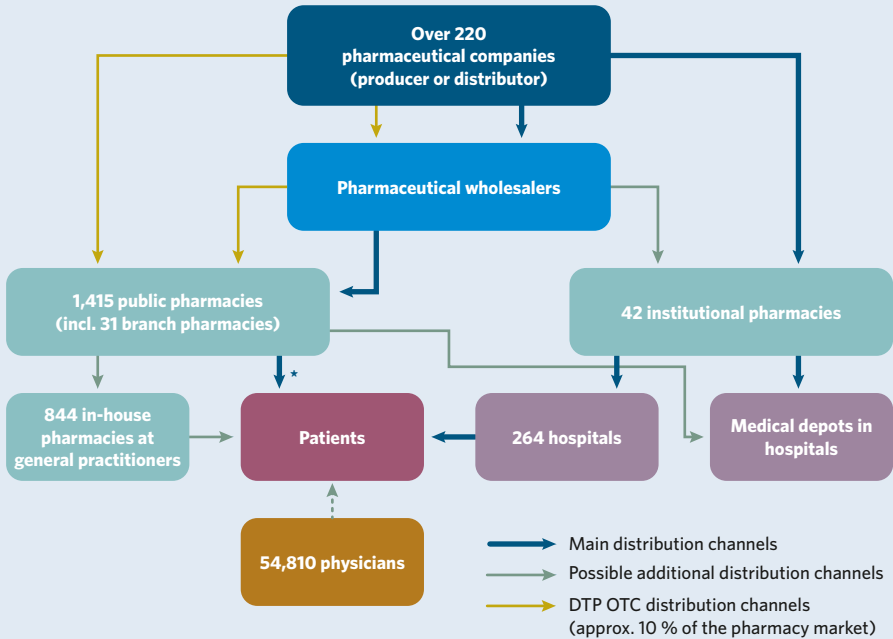 Over 220
pharmaceutical companies
(producer or distributor)
Pharmaceutical wholesalers
1,415 public pharmacies
(incl. 31 branch pharmacies)
42 institutional pharmacies
*
844 in-house
pharmacies at
general practitioners
Patients
264 hospitals
Medical depots in
hospitals
54,810 physicians
Main distribution channels
Possible additional distribution channels
DTP OTC distribution channels
(approx. 10 % of the pharmacy market)